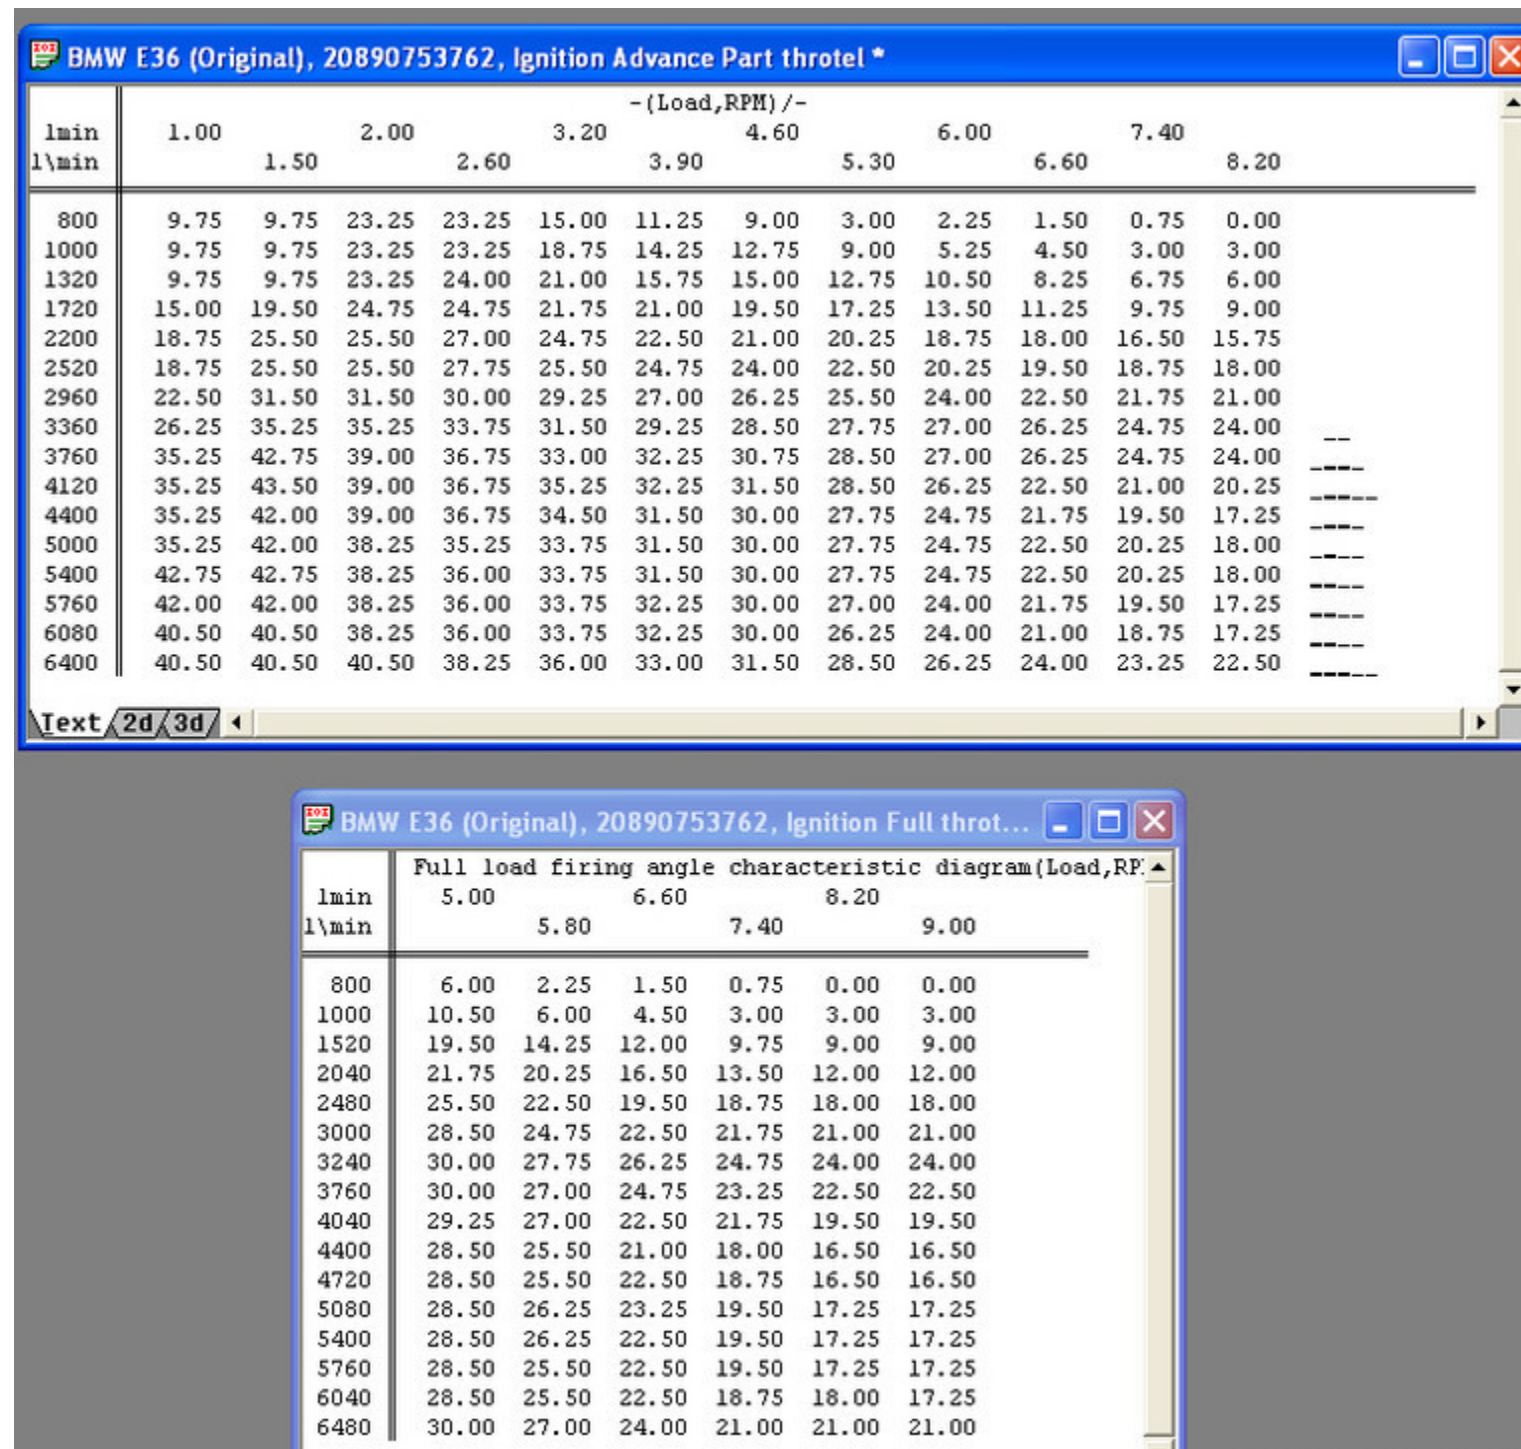 BMW E36 (Original), 20890753762, Ignition Advance Part throtel *
-(Load,RPM)/-
lmin 1.00 2.00 3.20 4.60 6.00 7.40
l\min 1.50 2.60 3.90 5.30 6.60 8.20
800 9.75 9.75 23.25 23.25 15.00 11.25 9.00 3.00 2.25 1.50 0.75 0.00
1000 9.75 9.75 23.25 23.25 18.75 14.25 12.75 9.00 5.25 4.50 3.00 3.00
1320 9.75 9.75 23.25 24.00 21.00 15.75 15.00 12.75 10.50 8.25 6.75 6.00
1720 15.00 19.50 24.75 24.75 21.75 21.00 19.50 17.25 13.50 11.25 9.75 9.00
2200 18.75 25.50 25.50 27.00 24.75 22.50 21.00 20.25 18.75 18.00 16.50 15.75
2520 18.75 25.50 25.50 27.75 25.50 24.75 24.00 22.50 20.25 19.50 18.75 18.00
2960 22.50 31.50 31.50 30.00 29.25 27.00 26.25 25.50 24.00 22.50 21.75 21.00
3360 26.25 35.25 35.25 33.75 31.50 29.25 28.50 27.75 27.00 26.25 24.75 24.00
3760 35.25 42.75 39.00 36.75 33.00 32.25 30.75 28.50 27.00 26.25 24.75 24.00
4120 35.25 43.50 39.00 36.75 35.25 32.25 31.50 28.50 26.25 22.50 21.00 20.25
4400 35.25 42.00 39.00 36.75 34.50 31.50 30.00 27.75 24.75 21.75 19.50 17.25
5000 35.25 42.00 38.25 35.25 33.75 31.50 30.00 27.75 24.75 22.50 20.25 18.00
5400 42.75 42.75 38.25 36.00 33.75 31.50 30.00 27.75 24.75 22.50 20.25 18.00
5760 42.00 42.00 38.25 36.00 33.75 32.25 30.00 27.00 24.00 21.75 19.50 17.25
6080 40.50 40.50 38.25 36.00 33.75 32.25 30.00 26.25 24.00 21.00 18.75 17.25
6400 40.50 40.50 40.50 38.25 36.00 33.00 31.50 28.50 26.25 24.00 23.25 22.50
Text 2d 3d
BMW E36 (Original), 20890753762, Ignition Full throt...
Full load firing angle characteristic diagram(Load,RP
lmin 5.00 6.60 8.20
l\min 5.80 7.40 9.00
800 6.00 2.25 1.50 0.75 0.00 0.00
1000 10.50 6.00 4.50 3.00 3.00 3.00
1520 19.50 14.25 12.00 9.75 9.00 9.00
2040 21.75 20.25 16.50 13.50 12.00 12.00
2480 25.50 22.50 19.50 18.75 18.00 18.00
3000 28.50 24.75 22.50 21.75 21.00 21.00
3240 30.00 27.75 26.25 24.75 24.00 24.00
3760 30.00 27.00 24.75 23.25 22.50 22.50
4040 29.25 27.00 22.50 21.75 19.50 19.50
4400 28.50 25.50 21.00 18.00 16.50 16.50
4720 28.50 25.50 22.50 18.75 16.50 16.50
5080 28.50 26.25 23.25 19.50 17.25 17.25
5400 28.50 26.25 22.50 19.50 17.25 17.25
5760 28.50 25.50 22.50 19.50 17.25 17.25
6040 28.50 25.50 22.50 18.75 18.00 17.25
6480 30.00 27.00 24.00 21.00 21.00 21.00